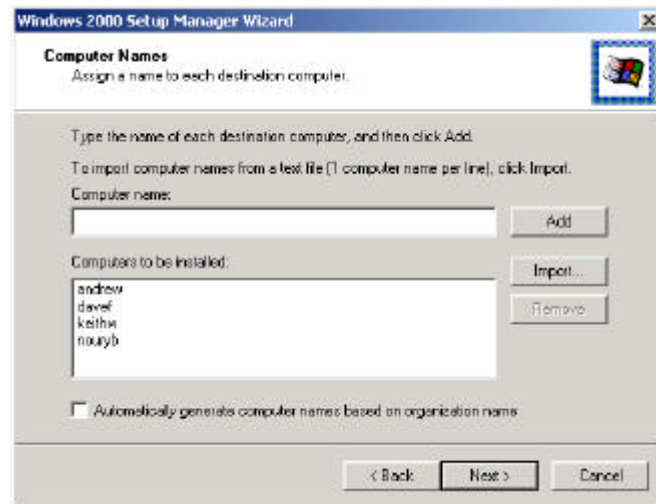 Windows 2000 Setup Manager Wizard
Computer Names
Assign a name to each destination computer.
Type the name of each destination computer, and then click Add.
To import computer names from a text file (1 computer name per line), click Import.
Computer name:
Add
Computers to be installed:
Import...
andrew
davef
keithw
nouryb
Remove
Automatically generate computer names based on organization name
< Back
Next >
Cancel